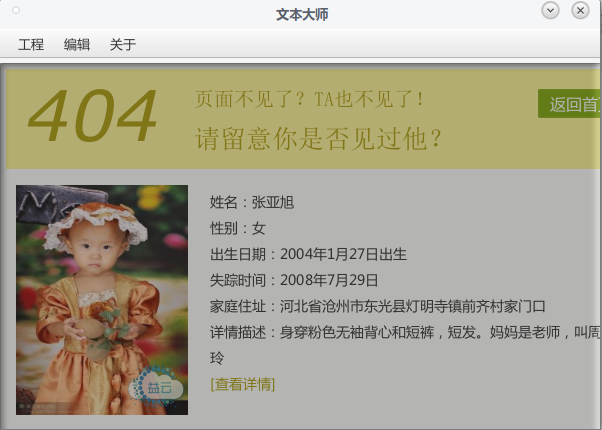 文本大师
工程 编辑 关于
404
页面不见了？TA也不见了！
请留意你是否见过他？
返回首
姓名：张亚旭
性别：女
出生日期：2004年1月27日出生
失踪时间：2008年7月29日
家庭住址：河北省沧州市东光县灯明寺镇前齐村家门口
详情描述：身穿粉色无袖背心和短裤，短发。妈妈是老师，叫周
玲
[查看详情]
益云